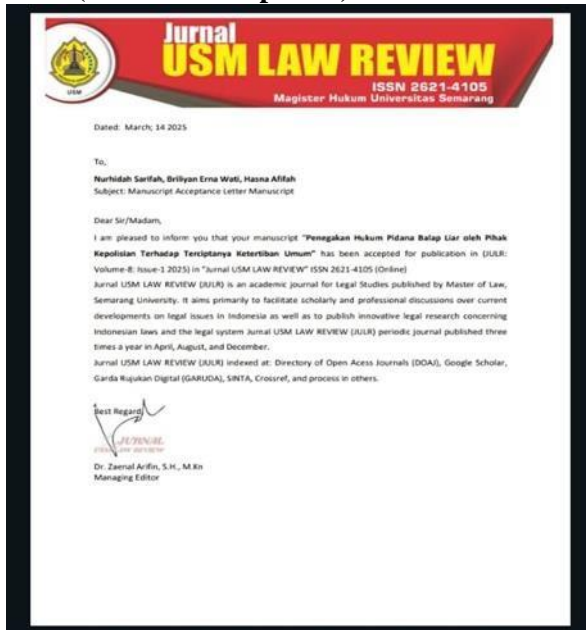 Jurnal
USM LAW REVIEW
ISSN 2621-4105
Magister Hukum Universitas Semarang
USM
Dated: March; 14 2025
To,
Nurhidah Sarifah, Briliyan Erna Wati, Hasna Afifah
Subject: Manuscript Acceptance Letter Manuscript
Dear Sir/Madam,
I am pleased to inform you that your manuscript "Penegakan Hukum Pidana Balap Liar oleh Pihak
Kepolisian Terhadap Terciptanya Ketertiban Umum" has been accepted for publication in (JULR:
Volume-8: Issue-1 2025) in "Jurnal USM LAW REVIEW" ISSN 2621-4105 (Online)
Jurnal USM LAW REVIEW (JULR) is an academic journal for Legal Studies published by Master of Law,
Semarang University. It aims primarily to facilitate scholarly and professional discussions over current
developments on legal issues in Indonesia as well as to publish innovative legal research concerning
Indonesian laws and the legal system Jurnal USM LAW REVIEW (JULR) periodic journal published three
times a year in April, August, and December.
Jurnal USM LAW REVIEW (JULR) indexed at: Directory of Open Acess Journals (DOAJ), Google Scholar,
Garda Rujukan Digital (GARUDA), SINTA, Crossref, and process in others.
Best Regard,
JURNAL
USM LAW REVIEW
Dr. Zaenal Arifin, S.H., M.Kn
Managing Editor